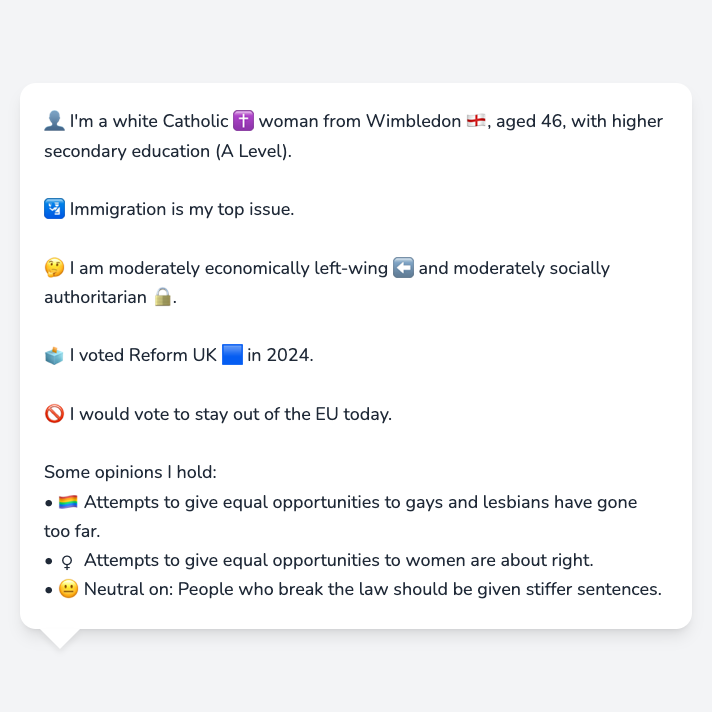 👤 I'm a white Catholic ✝️ woman from Wimbledon 🏴󠁧󠁢󠁥󠁮󠁧󠁿, aged 46, with higher
secondary education (A Level).
🛂 Immigration is my top issue.
🤔 I am moderately economically left-wing ⬅️ and moderately socially
authoritarian 🔒.
🗳️ I voted Reform UK 🟦 in 2024.
🚫 I would vote to stay out of the EU today.
Some opinions I hold:
• 🏳️‍🌈 Attempts to give equal opportunities to gays and lesbians have gone
too far.
• ♀ Attempts to give equal opportunities to women are about right.
• 😐 Neutral on: People who break the law should be given stiffer sentences.